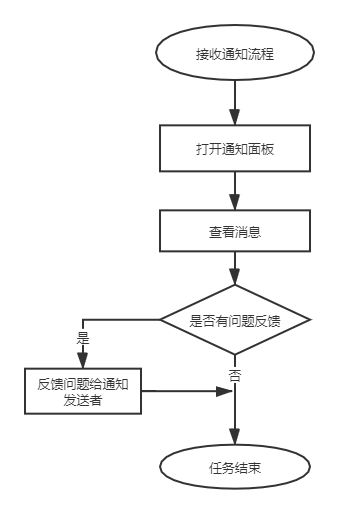 接收通知流程
打开通知面板
查看消息
是否有问题反馈
是
否
反馈问题给通知
发送者
任务结束